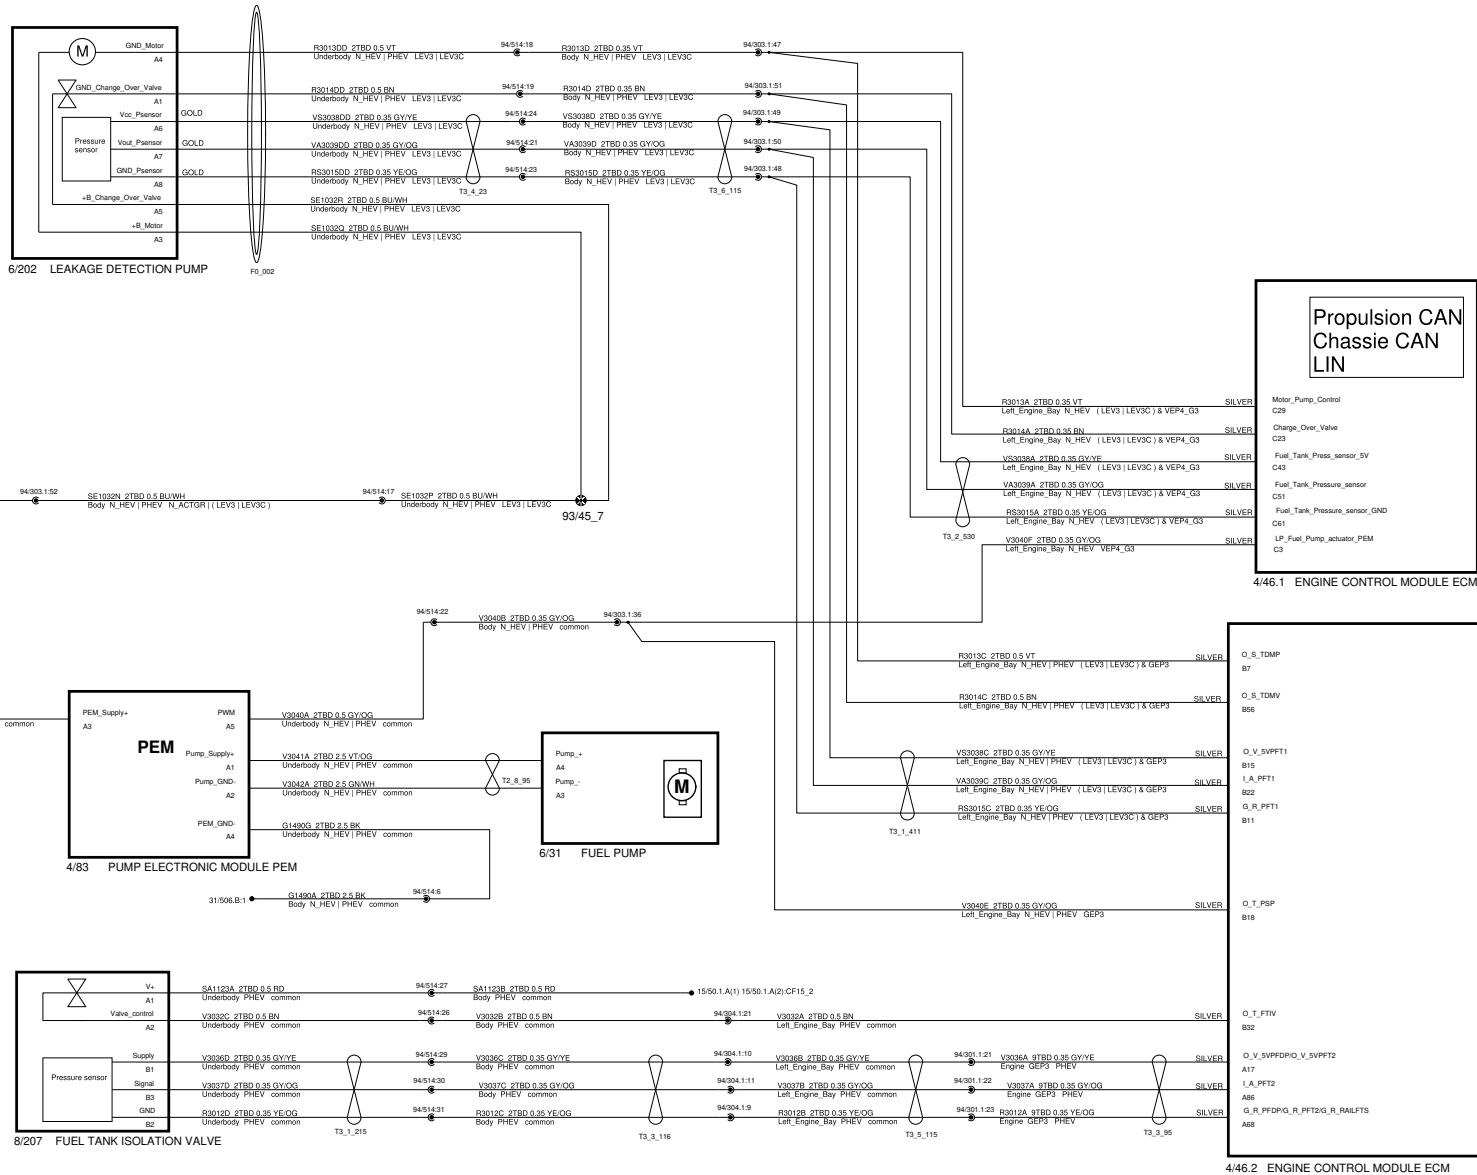 GND_Motor
A4
M
GND_Change_Over_Valve
A1
Vcc_Psensor
A6
GOLD
Pressure
sensor
Vout_Psensor
A7
GOLD
GND_Psensor
A8
GOLD
+B_Change_Over_Valve
A5
+B_Motor
A3
6/202 LEAKAGE DETECTION PUMP
F0_002
R3013DD 2TBD 0.5 VT
Underbody N_HEV | PHEV LEV3 | LEV3C
94/514:18
R3013D 2TBD 0.35 VT
Body N_HEV | PHEV LEV3 | LEV3C
94/303.1:47
R3014DD 2TBD 0.5 BN
Underbody N_HEV | PHEV LEV3 | LEV3C
94/514:19
R3014D 2TBD 0.35 BN
Body N_HEV | PHEV LEV3 | LEV3C
94/303.1:51
VS3038DD 2TBD 0.35 GY/YE
Underbody N_HEV | PHEV LEV3 | LEV3C
94/514:24
VS3038D 2TBD 0.35 GY/YE
Body N_HEV | PHEV LEV3 | LEV3C
94/303.1:49
VA3039DD 2TBD 0.35 GY/OG
Underbody N_HEV | PHEV LEV3 | LEV3C
94/514:21
VA3039D 2TBD 0.35 GY/OG
Body N_HEV | PHEV LEV3 | LEV3C
94/303.1:50
RS3015DD 2TBD 0.35 YE/OG
Underbody N_HEV | PHEV LEV3 | LEV3C
94/514:23
RS3015D 2TBD 0.35 YE/OG
Body N_HEV | PHEV LEV3 | LEV3C
94/303.1:48
T3_4_23
T3_6_115
SE1032R 2TBD 0.5 BU/WH
Underbody N_HEV | PHEV LEV3 | LEV3C
SE1032Q 2TBD 0.5 BU/WH
Underbody N_HEV | PHEV LEV3 | LEV3C
Propulsion CAN
Chassie CAN
LIN
R3013A 2TBD 0.35 VT
Left_Engine_Bay N_HEV ( LEV3 | LEV3C ) & VEP4_G3
SILVER
Motor_Pump_Control
C29
R3014A 2TBD 0.35 BN
Left_Engine_Bay N_HEV ( LEV3 | LEV3C ) & VEP4_G3
SILVER
Charge_Over_Valve
C23
VS3038A 2TBD 0.35 GY/YE
Left_Engine_Bay N_HEV ( LEV3 | LEV3C ) & VEP4_G3
SILVER
Fuel_Tank_Press_sensor_5V
C43
VA3039A 2TBD 0.35 GY/OG
Left_Engine_Bay N_HEV ( LEV3 | LEV3C ) & VEP4_G3
SILVER
Fuel_Tank_Pressure_sensor
C51
RS3015A 2TBD 0.35 YE/OG
Left_Engine_Bay N_HEV ( LEV3 | LEV3C ) & VEP4_G3
SILVER
Fuel_Tank_Pressure_sensor_GND
C61
T3_2_530
V3040F 2TBD 0.35 GY/OG
Left_Engine_Bay N_HEV VEP4_G3
SILVER
LP_Fuel_Pump_actuator_PEM
C3
4/46.1 ENGINE CONTROL MODULE ECM
94/303.1:52
SE1032N 2TBD 0.5 BU/WH
Body N_HEV | PHEV N_ACTGR | ( LEV3 | LEV3C )
94/514:17
SE1032P 2TBD 0.5 BU/WH
Underbody N_HEV | PHEV LEV3 | LEV3C
93/45_7
94/514:22
V3040B 2TBD 0.35 GY/OG
Body N_HEV | PHEV common
94/303.1:36
common
PEM_Supply+
A3
PEM
PWM
A5
Pump_Supply+
A1
Pump_GND-
A2
PEM_GND-
A4
4/83 PUMP ELECTRONIC MODULE PEM
V3040A 2TBD 0.5 GY/OG
Underbody N_HEV | PHEV common
V3041A 2TBD 2.5 VT/OG
Underbody N_HEV | PHEV common
V3042A 2TBD 2.5 GN/WH
Underbody N_HEV | PHEV common
T2_8_95
G1490G 2TBD 2.5 BK
Underbody N_HEV | PHEV common
31/506.B:1
G1490A 2TBD 2.5 BK
Body N_HEV | PHEV common
94/514:6
Pump_+
A4
Pump_-
A3
M
6/31 FUEL PUMP
R3013C 2TBD 0.5 VT
Left_Engine_Bay N_HEV | PHEV ( LEV3 | LEV3C ) & GEP3
SILVER
O_S_TDMP
B7
R3014C 2TBD 0.5 BN
Left_Engine_Bay N_HEV | PHEV ( LEV3 | LEV3C ) & GEP3
SILVER
O_S_TDMV
B56
VS3038C 2TBD 0.35 GY/YE
Left_Engine_Bay N_HEV | PHEV ( LEV3 | LEV3C ) & GEP3
SILVER
O_V_5VPFT1
B15
VA3039C 2TBD 0.35 GY/OG
Left_Engine_Bay N_HEV | PHEV ( LEV3 | LEV3C ) & GEP3
SILVER
I_A_PFT1
B22
RS3015C 2TBD 0.35 YE/OG
Left_Engine_Bay N_HEV | PHEV ( LEV3 | LEV3C ) & GEP3
SILVER
G_R_PFT1
B11
T3_1_411
V3040E 2TBD 0.35 GY/OG
Left_Engine_Bay N_HEV | PHEV GEP3
SILVER
O_T_PSP
B18
V+
A1
Valve_control
A2
Supply
B1
Pressure sensor
Signal
B3
GND
B2
8/207 FUEL TANK ISOLATION VALVE
SA1123A 2TBD 0.5 RD
Underbody PHEV common
94/514:27
SA1123B 2TBD 0.5 RD
Body PHEV common
15/50.1.A(1) 15/50.1.A(2):CF15_2
V3032C 2TBD 0.5 BN
Underbody PHEV common
94/514:26
V3032B 2TBD 0.5 BN
Body PHEV common
94/304.1:21
V3032A 2TBD 0.5 BN
Left_Engine_Bay PHEV common
SILVER
O_T_FTIV
B32
V3036D 2TBD 0.35 GY/YE
Underbody PHEV common
94/514:29
V3036C 2TBD 0.35 GY/YE
Body PHEV common
94/304.1:10
V3036B 2TBD 0.35 GY/YE
Left_Engine_Bay PHEV common
94/301.1:21
V3036A 9TBD 0.35 GY/YE
Engine GEP3 PHEV
SILVER
O_V_5VPFDP/O_V_5VPFT2
A17
V3037D 2TBD 0.35 GY/OG
Underbody PHEV common
94/514:30
V3037C 2TBD 0.35 GY/OG
Body PHEV common
94/304.1:11
V3037B 2TBD 0.35 GY/OG
Left_Engine_Bay PHEV common
94/301.1:22
V3037A 9TBD 0.35 GY/OG
Engine GEP3 PHEV
SILVER
I_A_PFT2
A86
R3012D 2TBD 0.35 YE/OG
Underbody PHEV common
94/514:31
R3012C 2TBD 0.35 YE/OG
Body PHEV common
94/304.1:9
R3012B 2TBD 0.35 YE/OG
Left_Engine_Bay PHEV common
94/301.1:23
R3012A 9TBD 0.35 YE/OG
Engine GEP3 PHEV
SILVER
G_R_PFDP/G_R_PFT2/G_R_RAILFTS
A68
T3_1_215
T3_3_116
T3_5_115
T3_3_95
4/46.2 ENGINE CONTROL MODULE ECM